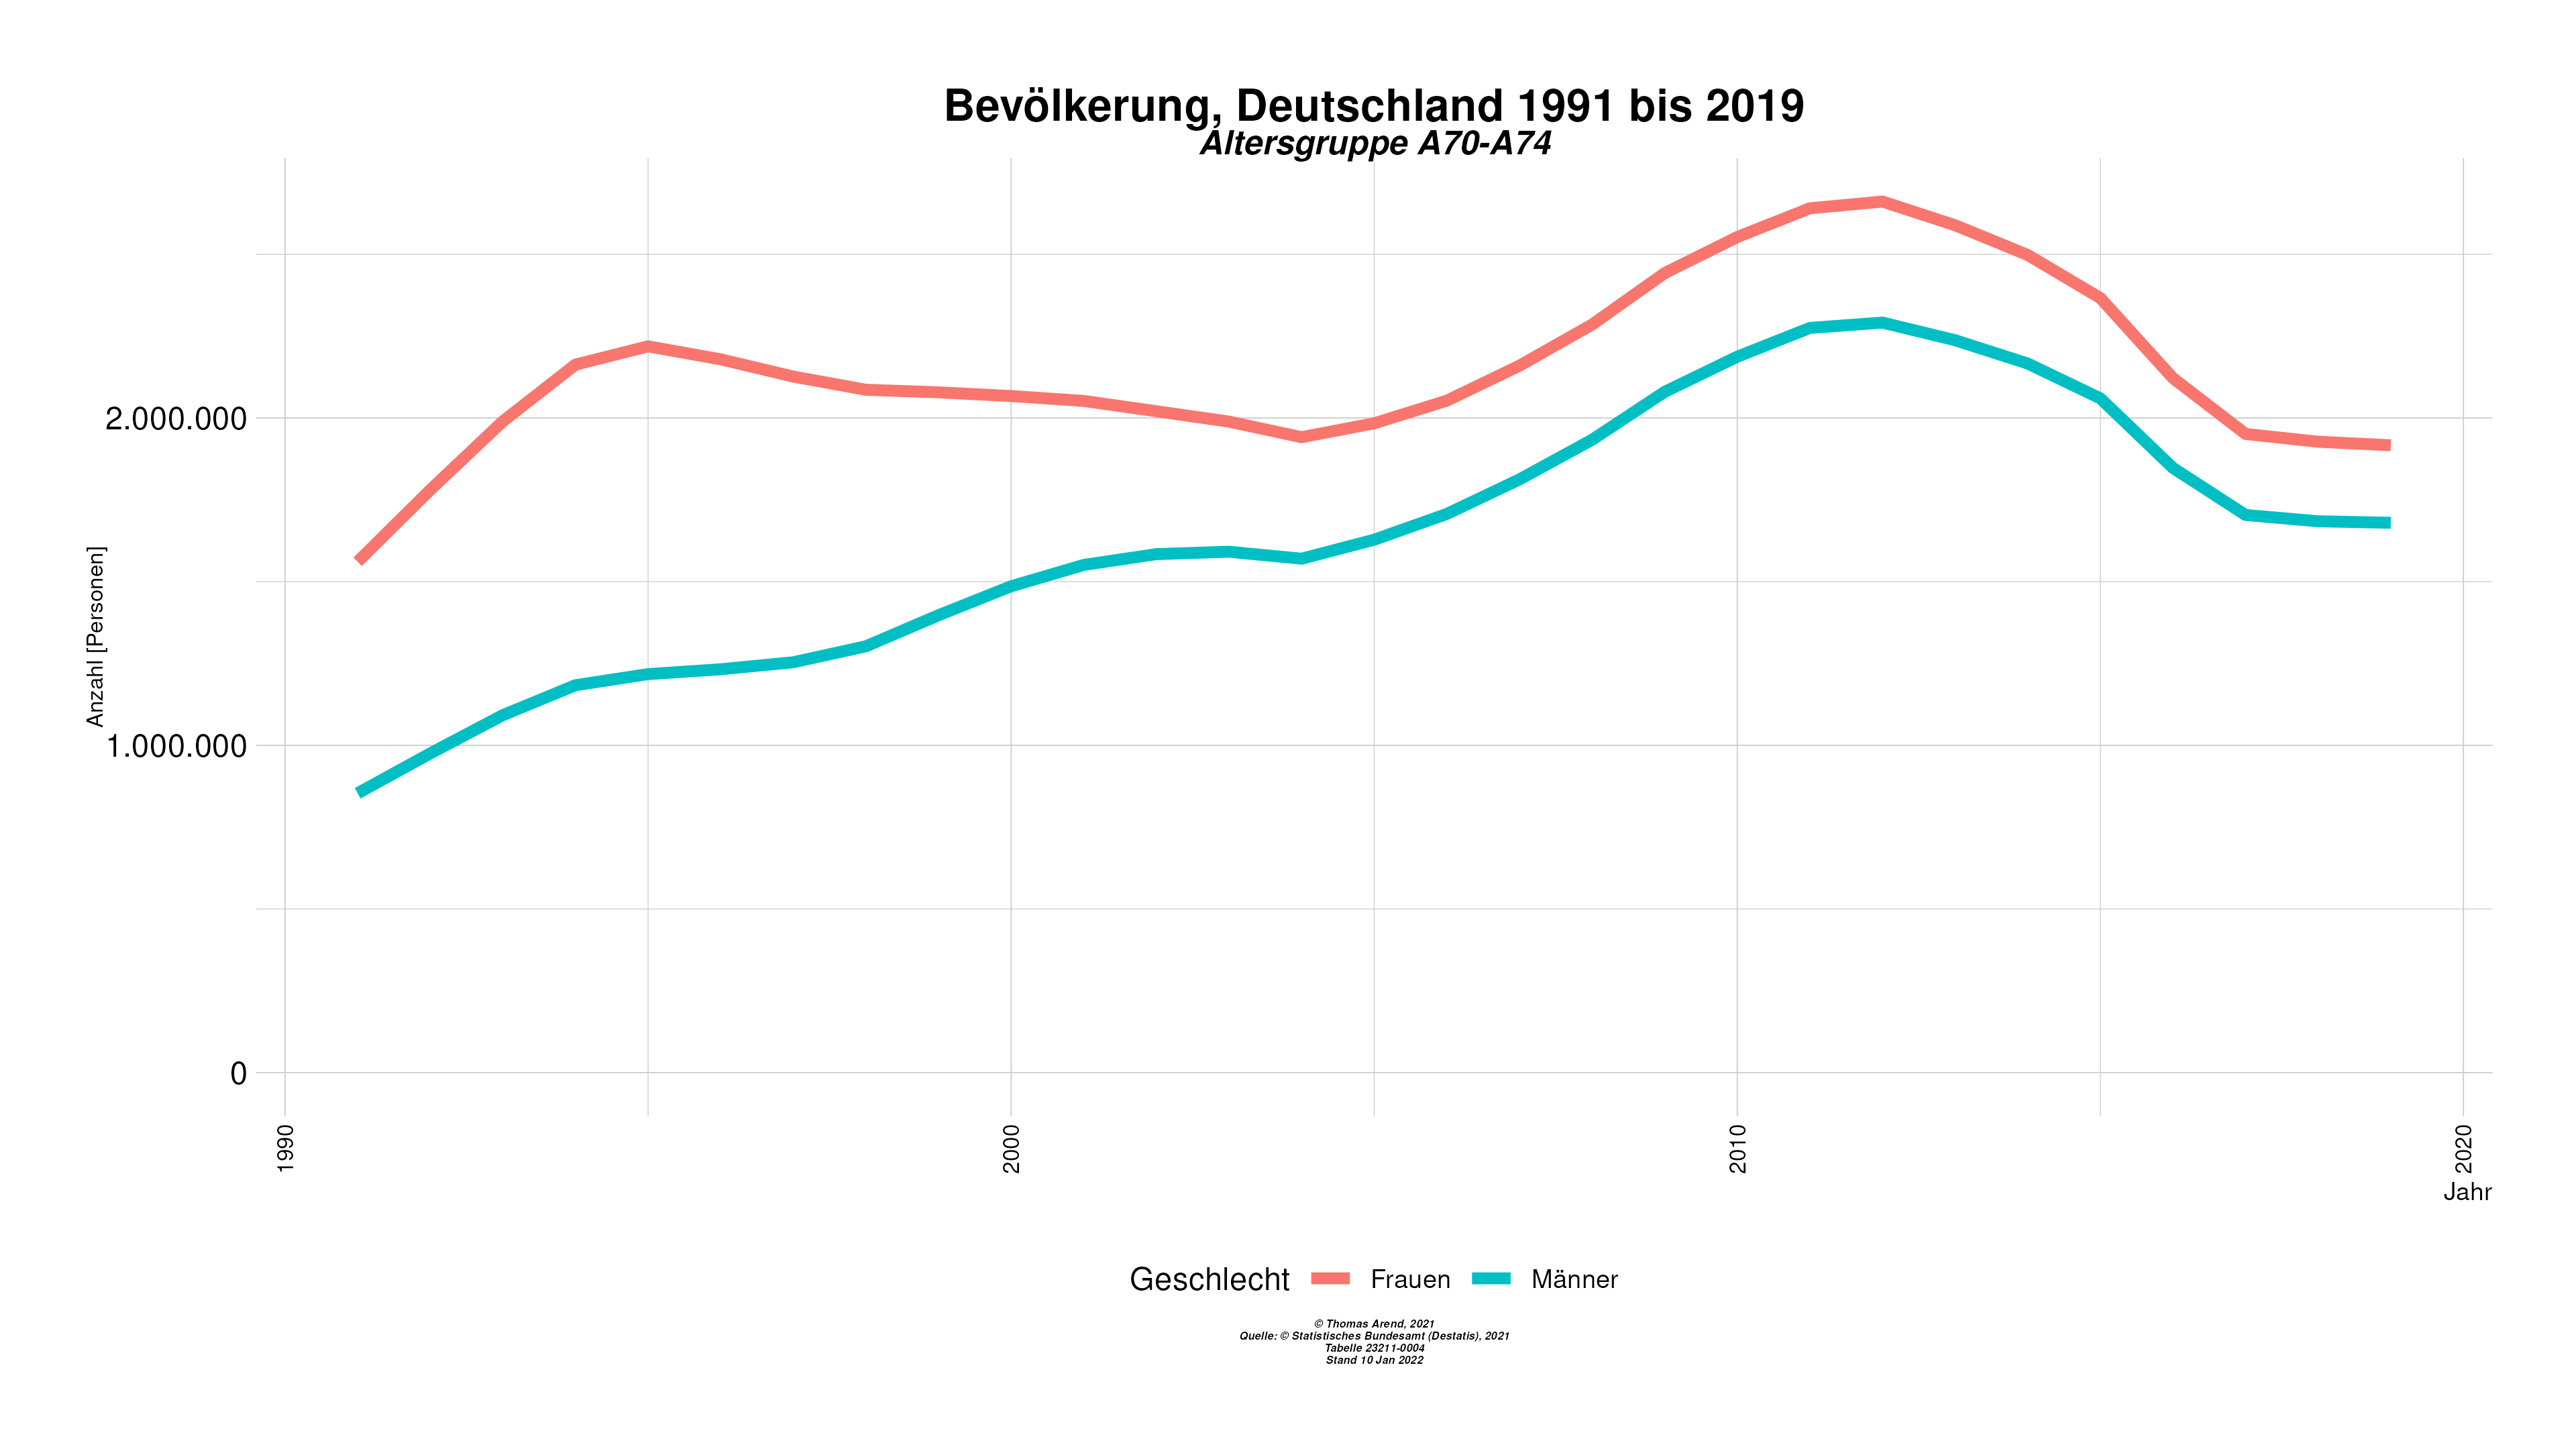 Bevölkerung, Deutschland 1991 bis 2019
Altersgruppe A70-A74
Anzahl [Personen]
2.000.000
1.000.000
0
1990
2000
2010
2020
Jahr
Geschlecht Frauen Männer
© Thomas Arend, 2021
Quelle: © Statistisches Bundesamt (Destatis), 2021
Tabelle 23211-0004
Stand 10 Jan 2022